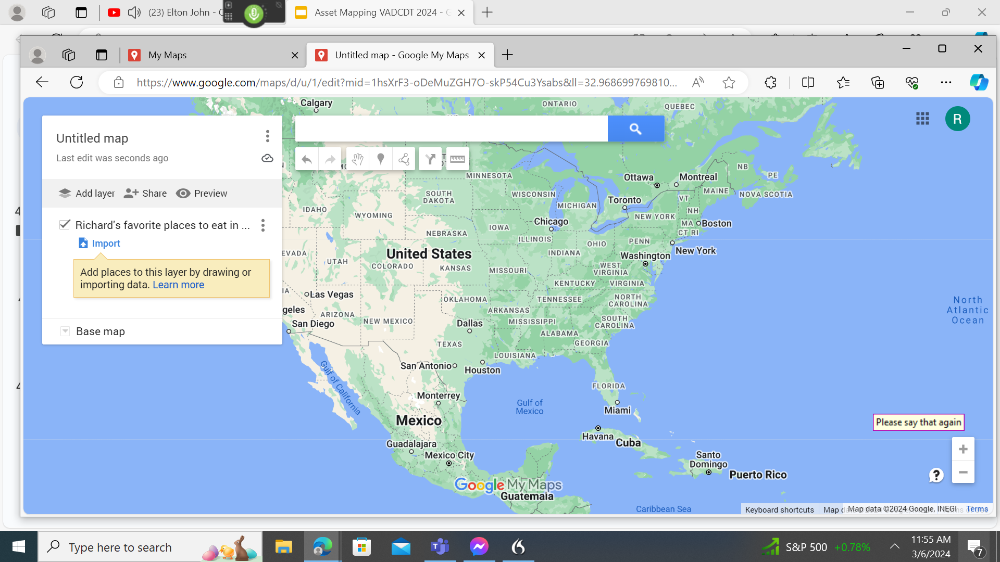 (23) Elton John -
Asset Mapping VADCDT 2024 - G
My Maps
Untitled map - Google My Maps
https://www.google.com/maps/d/u/1/edit?mid=1hsXrF3-oDeMuZGH7O-skP54Cu3Ysabs&ll=32.968699769810...
R
Untitled map
Last edit was seconds ago
Add layer
Share
Preview
Richard's favorite places to eat in ...
Import
Add places to this layer by drawing or
importing data. Learn more
Base map
Calgary
ONTARIO
QUEBEC
MINNESOTA
Ottawa
Montreal
NB
PE
SOUTH
DAKOTA
WISCONSIN
MICHIGAN
Toronto
VT
MAINE
NOVA SCOTIA
IDAHO
WYOMING
Chicago
NEW YORK
NH
MA
Boston
NEBRASKA
IOWA
ILLINOIS
OHIO
PENN
CT RI
EVADA
United States
INDIANA
Washington
New York
UTAH
COLORADO
KANSAS
MISSOURI
WEST
VIRGINIA
KENTUCKY
VIRGINIA
IA
Las Vegas
OKLAHOMA
TENNESSEE
NORTH
CAROLINA
North
Atlantic
Ocean
geles
ARIZONA
NEW MEXICO
ARKANSAS
MISSISSIPPI
SOUTH
CAROLINA
San Diego
Dallas
ALABAMA
TEXAS
GEORGIA
LOUISIANA
San Antonio
Houston
Gulf of California
FLORIDA
Monterrey
Gulf of
Mexico
Miami
Mexico
Havana
Cuba
Guadalajara
Mexico City
Santo
Domingo
Puerto Rico
Google My Maps
Guatemala
Caribbean Sea
Please say that again
+
−
?
Keyboard shortcuts
Map d
Map data ©2024 Google, INEGI
Terms
Type here to search
S&P 500 +0.78%
11:55 AM
3/6/2024
7